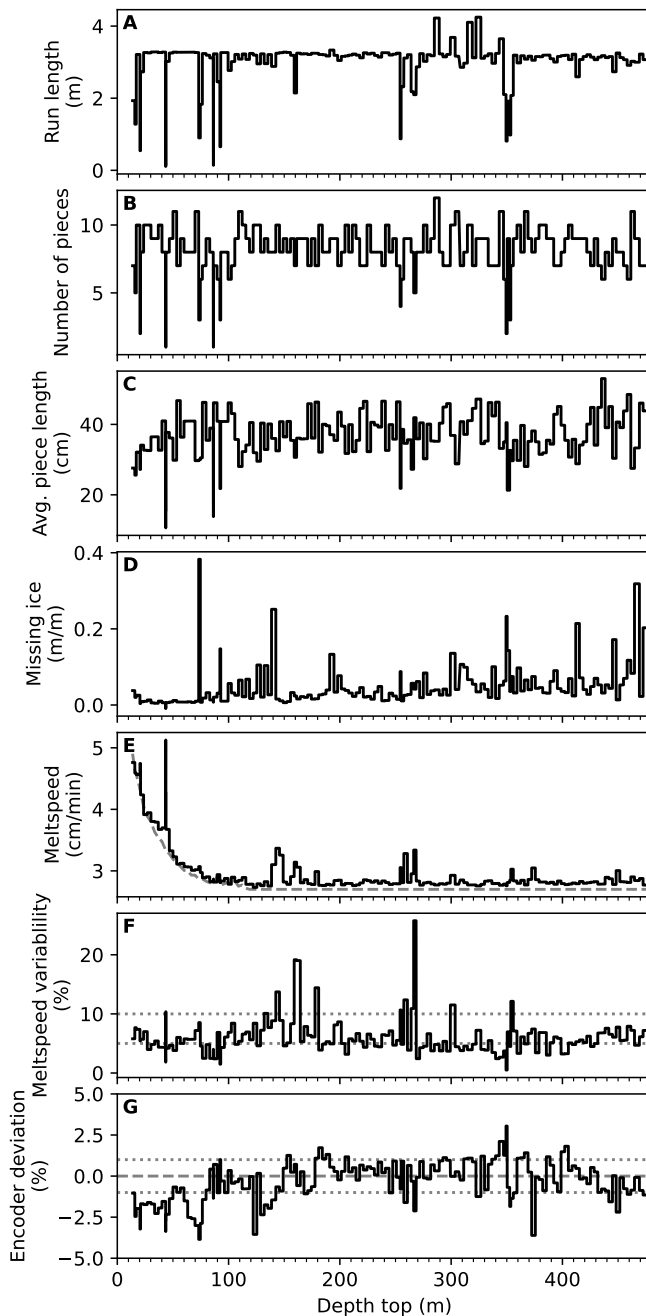 A
Run length
(m)
4
2
0
B
Number of pieces
10
5
C
Avg. piece length
(cm)
40
20
D
Missing ice
(m/m)
0.4
0.2
0.0
E
Meltspeed
(cm/min)
5
4
3
F
Meltspeed variablility
(%)
20
10
0
G
Encoder deviation
(%)
5.0
2.5
0.0
−2.5
−5.0
0 100 200 300 400
Depth top (m)